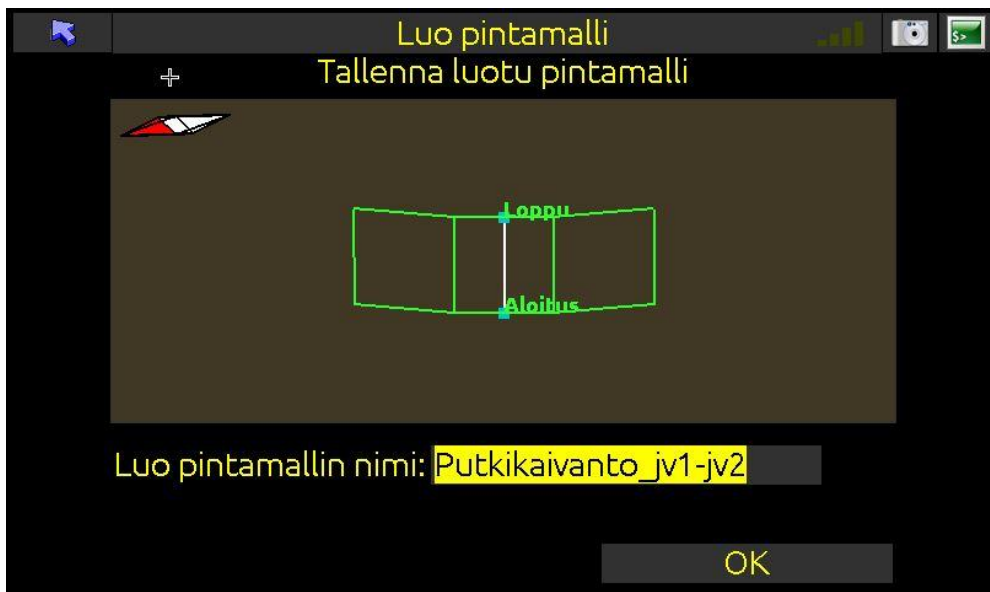 Luo pintamalli
$>
Tallenna luotu pintamalli
Loppu
Aloitus
Luo pintamallin nimi: Putkikaivanto_jv1-jv2
OK